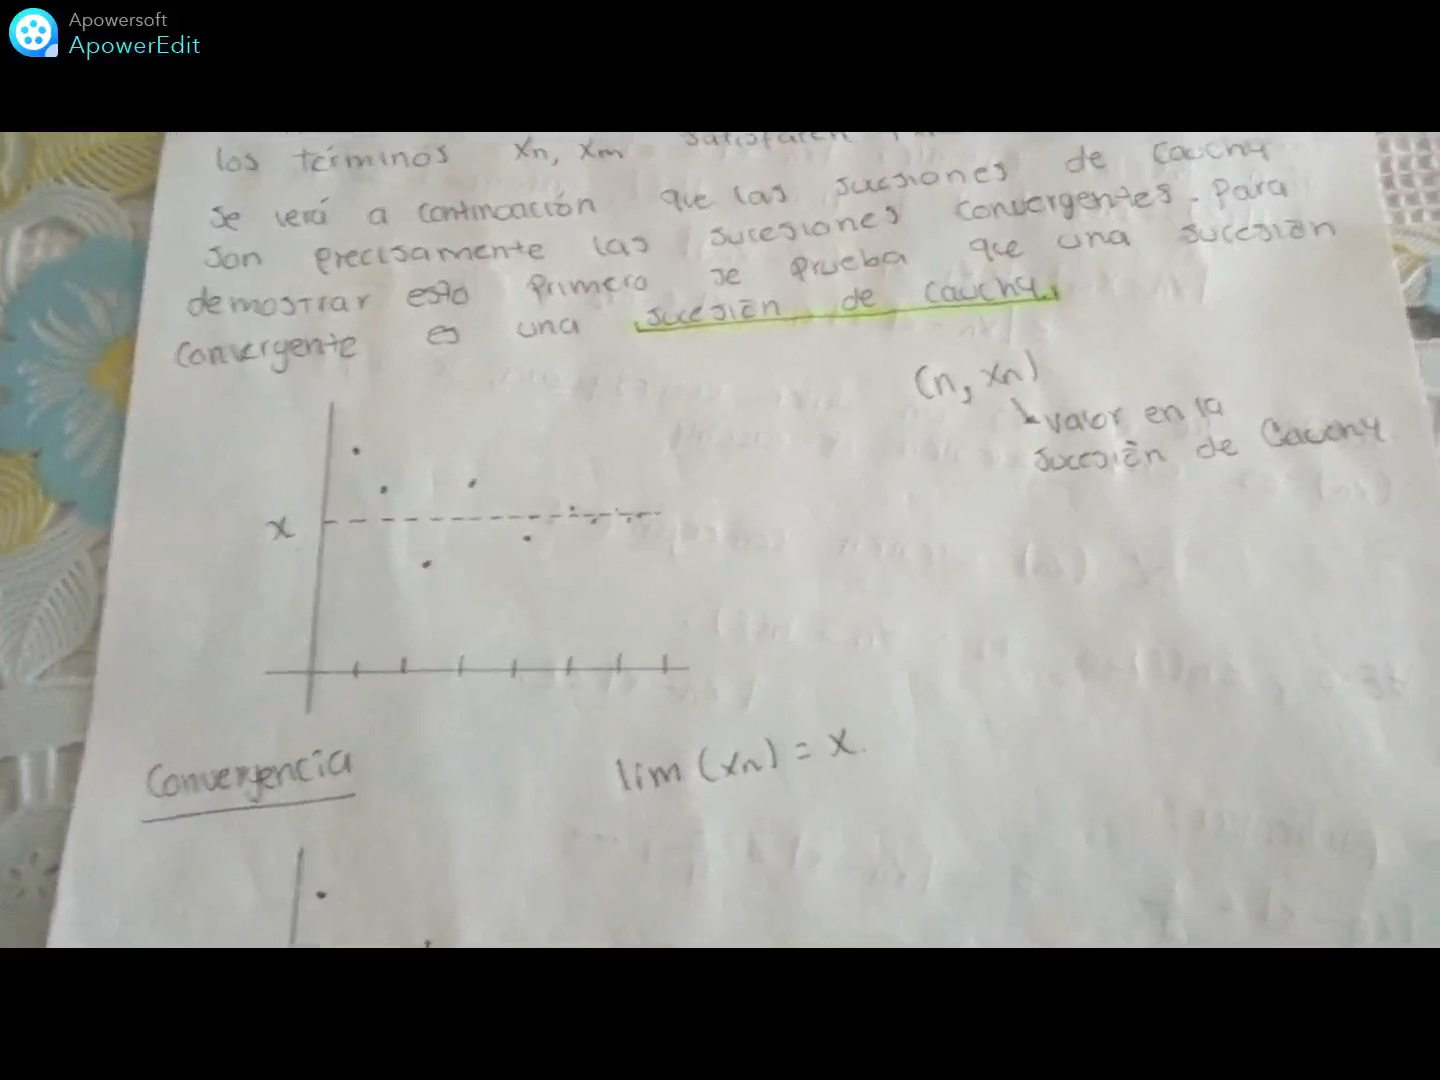 Apowersoft
ApowerEdit
los términos xn, xm satisfacen
Se verá a continuación que las sucesiones de Cauchy
son precisamente las sucesiones convergentes. Para
demostrar esto primero se prueba que una sucesión
convergente es una sucesión de Cauchy.
(n, xn)
valor en la
sucesión de Cauchy
x
Convergencia
lim (xn) = x.